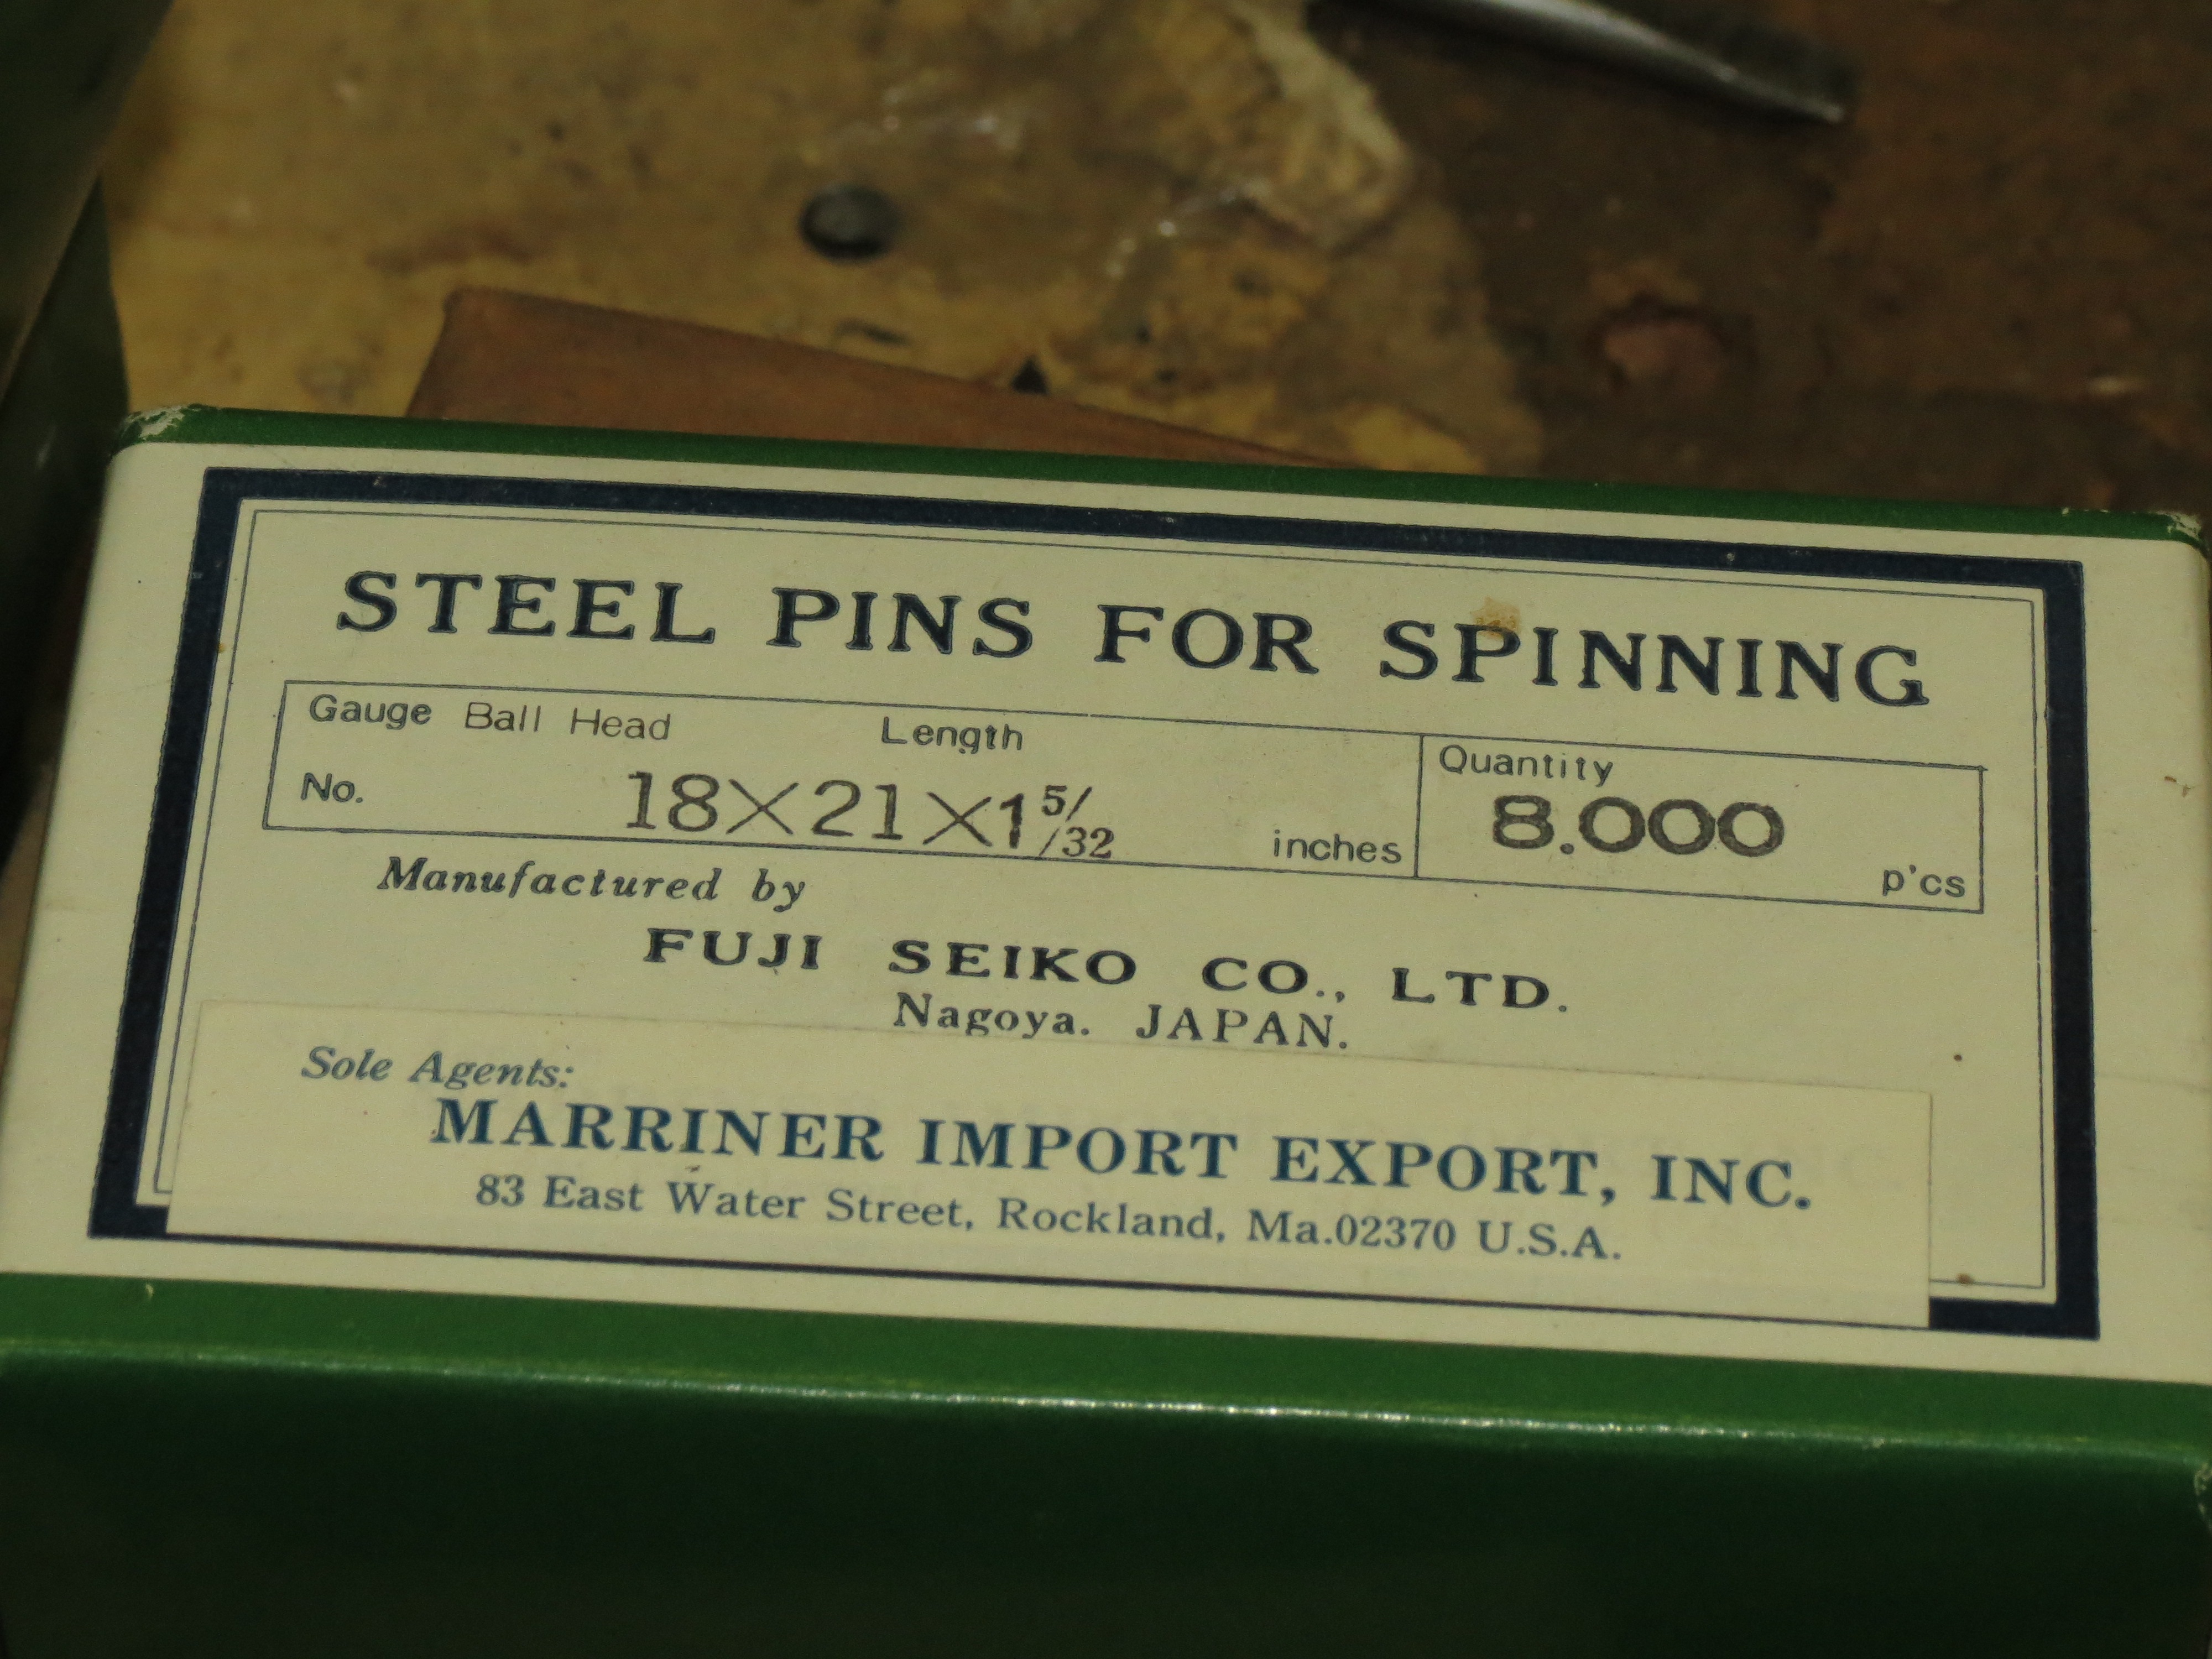 STEEL PINS FOR SPINNING
Gauge Ball Head Length Quantity
No. 18×21×1 5/32 inches 8.000 p'cs
Manufactured by
FUJI SEIKO CO., LTD.
Nagoya. JAPAN.
Sole Agents:
MARRINER IMPORT EXPORT, INC.
83 East Water Street, Rockland, Ma.02370 U.S.A.